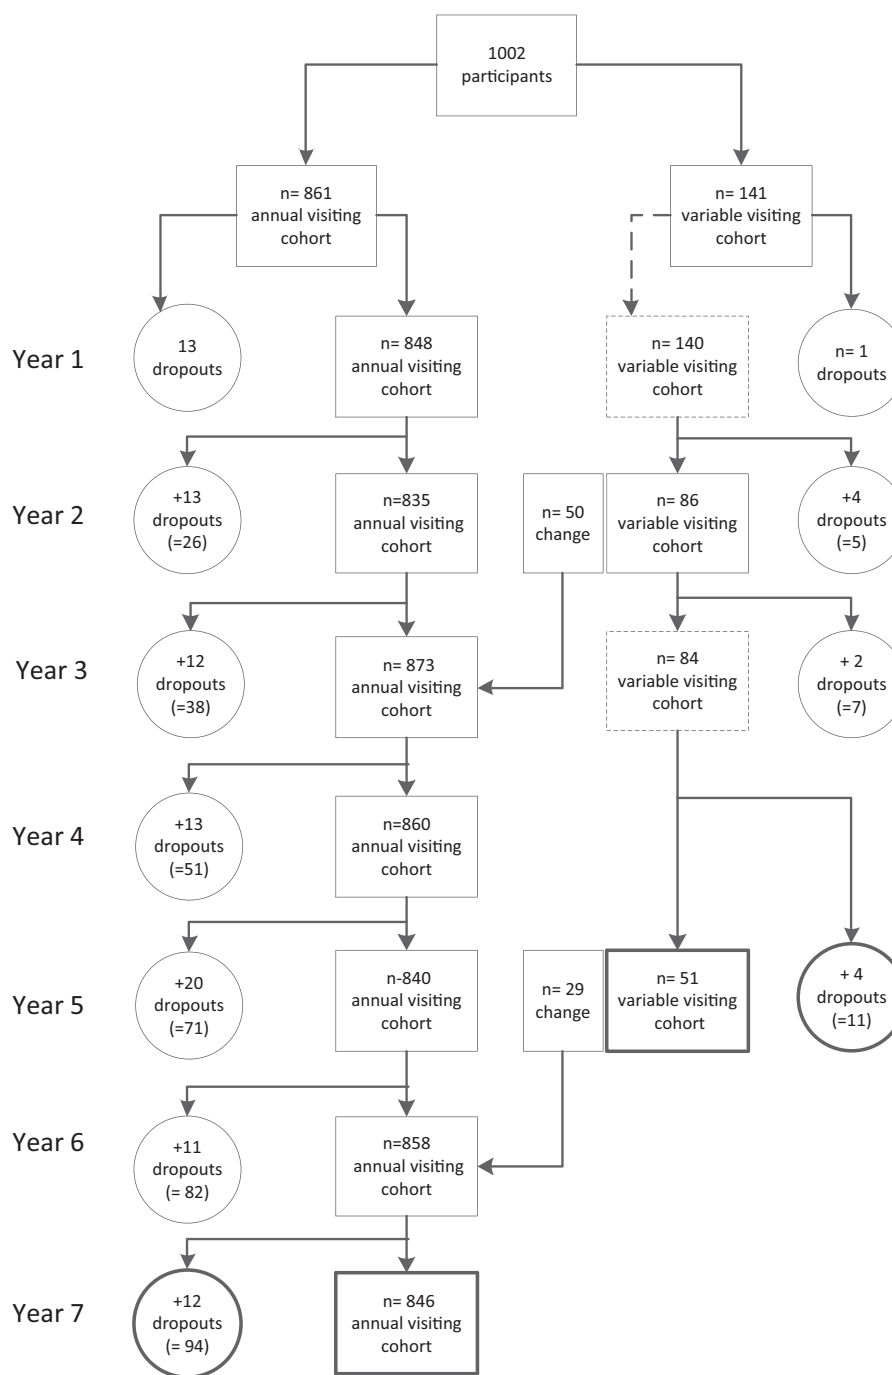 1002
participants
n= 861
annual visiting
cohort
n= 141
variable visiting
cohort
Year 1
13
dropouts
n= 848
annual visiting
cohort
n= 140
variable visiting
cohort
n= 1
dropouts
Year 2
+13
dropouts
(=26)
n=835
annual visiting
cohort
n= 50
change
n= 86
variable visiting
cohort
+4
dropouts
(=5)
Year 3
+12
dropouts
(=38)
n= 873
annual visiting
cohort
n= 84
variable visiting
cohort
+ 2
dropouts
(=7)
Year 4
+13
dropouts
(=51)
n=860
annual visiting
cohort
Year 5
+20
dropouts
(=71)
n-840
annual visiting
cohort
n= 29
change
n= 51
variable visiting
cohort
+ 4
dropouts
(=11)
Year 6
+11
dropouts
(= 82)
n=858
annual visiting
cohort
Year 7
+12
dropouts
(= 94)
n= 846
annual visiting
cohort